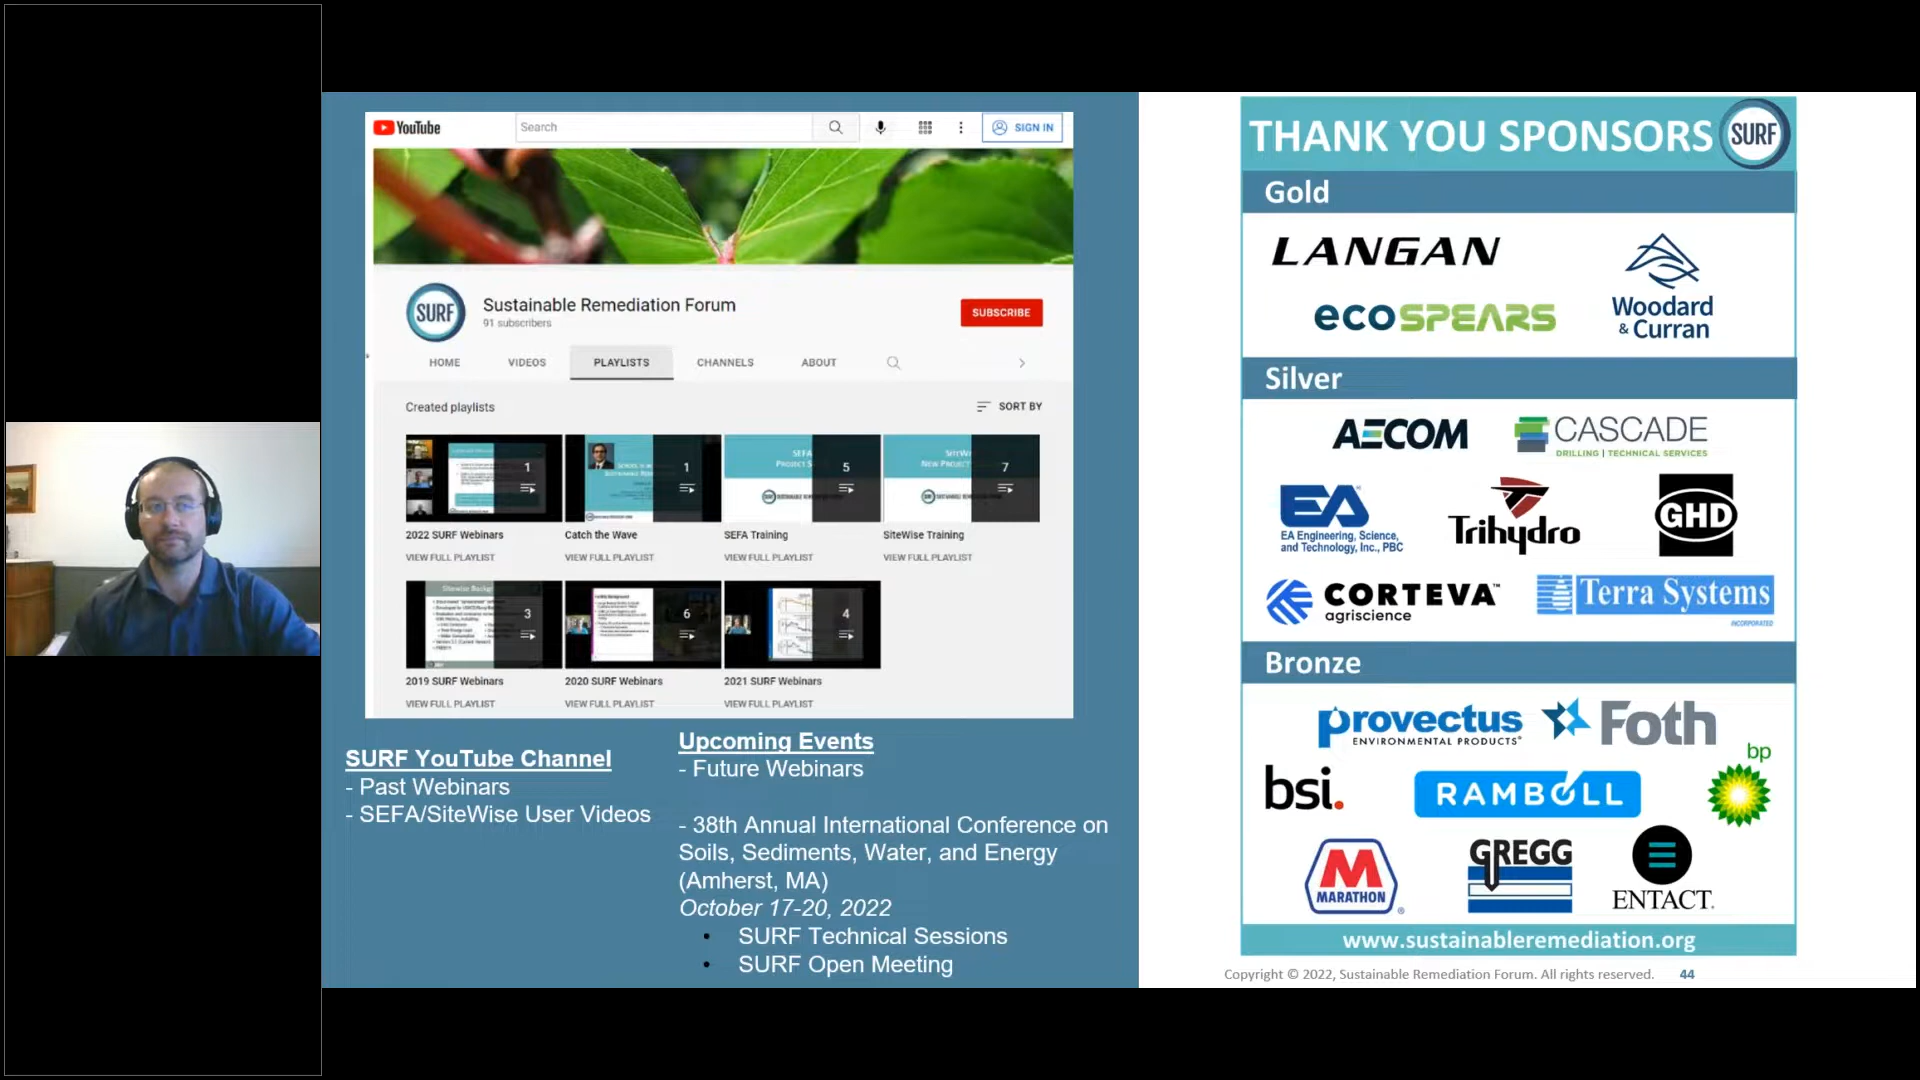 YouTube
Search
SIGN IN
SURF
Sustainable Remediation Forum
91 subscribers
SUBSCRIBE
HOME
VIDEOS
PLAYLISTS
CHANNELS
ABOUT
Created playlists
SORT BY
1
1
SEFA
5
7
2022 SURF Webinars
Catch the Wave
SEFA Training
SiteWise Training
VIEW FULL PLAYLIST
VIEW FULL PLAYLIST
VIEW FULL PLAYLIST
VIEW FULL PLAYLIST
3
6
4
2019 SURF Webinars
2020 SURF Webinars
2021 SURF Webinars
VIEW FULL PLAYLIST
VIEW FULL PLAYLIST
VIEW FULL PLAYLIST
SURF YouTube Channel
- Past Webinars
- SEFA/SiteWise User Videos
Upcoming Events
- Future Webinars
- 38th Annual International Conference on
Soils, Sediments, Water, and Energy
(Amherst, MA)
October 17-20, 2022
• SURF Technical Sessions
• SURF Open Meeting
THANK YOU SPONSORS
SURF
Gold
LANGAN
ecoSPEARS
Woodard
& Curran
Silver
AECOM
CASCADE
DRILLING | TECHNICAL SERVICES
EA
EA Engineering, Science,
and Technology, Inc., PBC
Trihydro
GHD
CORTEVA™
agriscience
Terra Systems
INCORPORATED
Bronze
provectus
ENVIRONMENTAL PRODUCTS®
Foth
bsi.
RAMBOLL
bp
M
MARATHON®
GREGG
ENTACT.
www.sustainableremediation.org
Copyright © 2022, Sustainable Remediation Forum. All rights reserved. 44